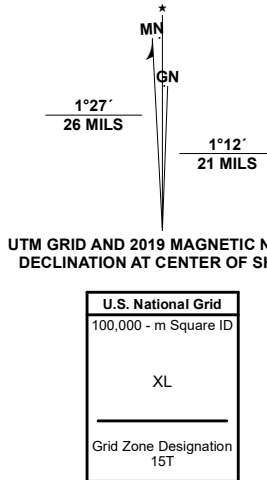 ★
MN
GN
1°27´
26 MILS
1°12´
21 MILS
UTM GRID AND 2019 MAGNETIC
DECLINATION AT CENTER OF
U.S. National Grid
100,000 - m Square ID
XL
Grid Zone Designation
15T